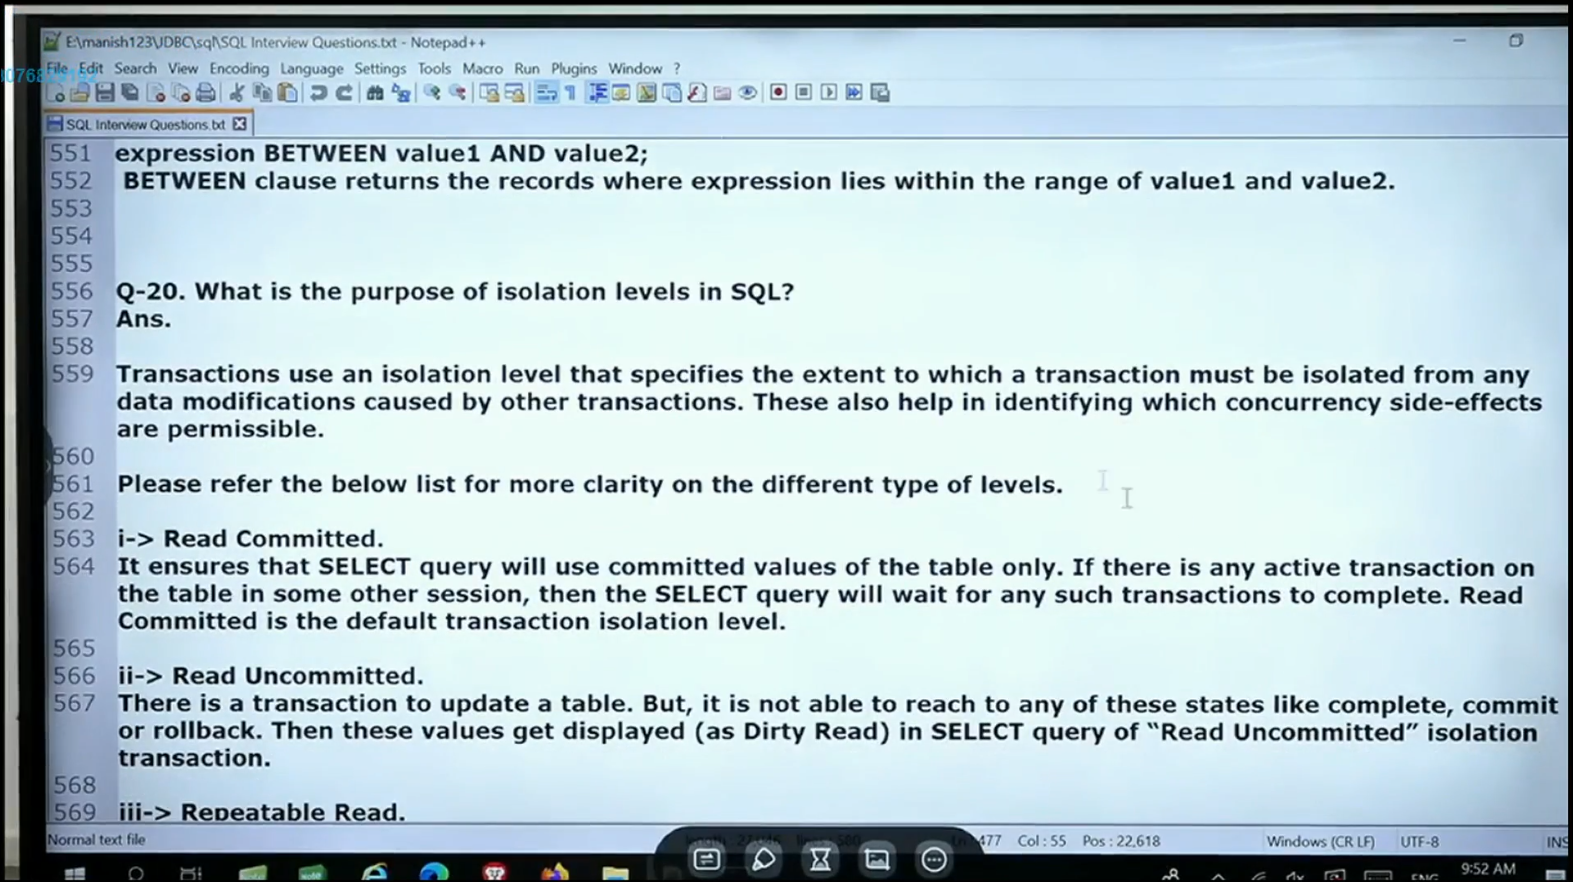 E:\manish123\JDBC\sql\SQL Interview Questions.txt - Notepad++
File Edit Search View Encoding Language Settings Tools Macro Run Plugins Window ?
SQL Interview Questions.txt
551 expression BETWEEN value1 AND value2;
552 BETWEEN clause returns the records where expression lies within the range of value1 and value2.
553
554
555
556 Q-20. What is the purpose of isolation levels in SQL?
557 Ans.
558
559 Transactions use an isolation level that specifies the extent to which a transaction must be isolated from any
data modifications caused by other transactions. These also help in identifying which concurrency side-effects
are permissible.
560
561 Please refer the below list for more clarity on the different type of levels.
562
563 i-> Read Committed.
564 It ensures that SELECT query will use committed values of the table only. If there is any active transaction on
the table in some other session, then the SELECT query will wait for any such transactions to complete. Read
Committed is the default transaction isolation level.
565
566 ii-> Read Uncommitted.
567 There is a transaction to update a table. But, it is not able to reach to any of these states like complete, commit
or rollback. Then these values get displayed (as Dirty Read) in SELECT query of “Read Uncommitted” isolation
transaction.
568
569 iii-> Repeatable Read.
Normal text file Col : 55 Pos : 22,618 Windows (CR LF) UTF-8 INS
9:52 AM